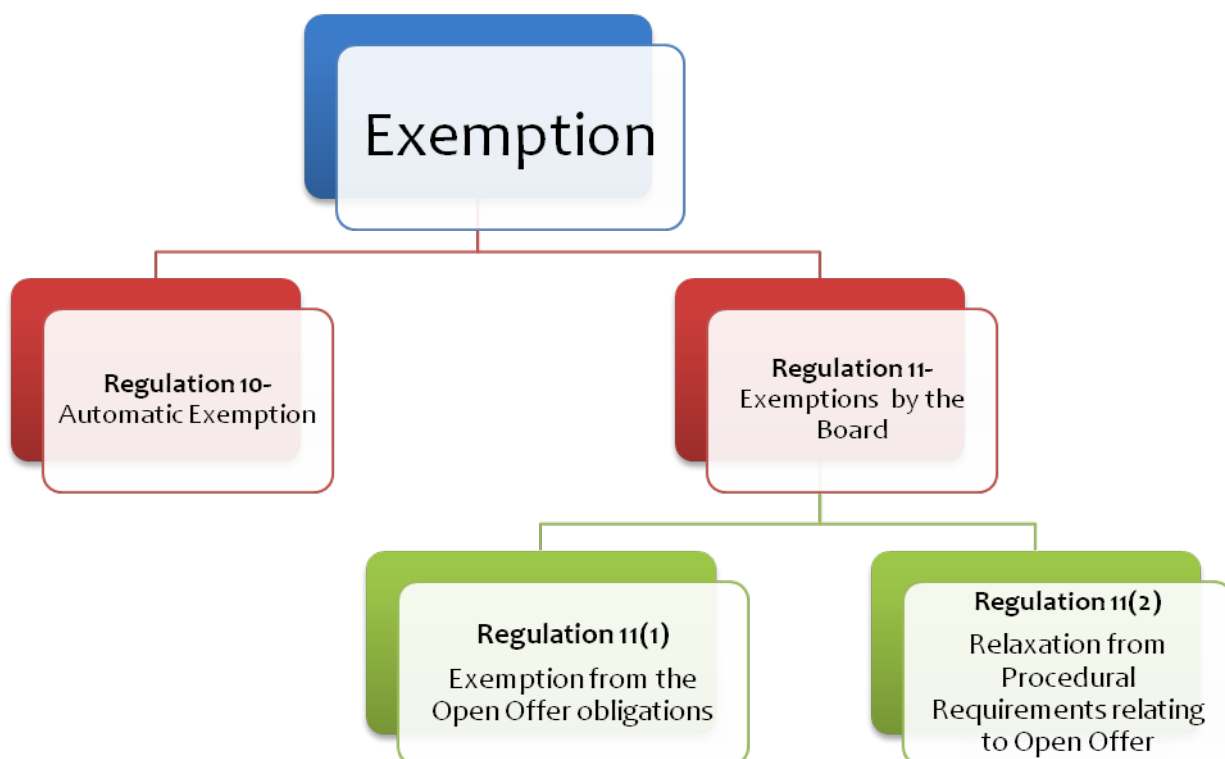 Exemption
Regulation 10-
Automatic Exemption
Regulation 11-
Exemptions by the
Board
Regulation 11(1)
Exemption from the
Open Offer obligations
Regulation 11(2)
Relaxation from
Procedural
Requirements relating
to Open Offer